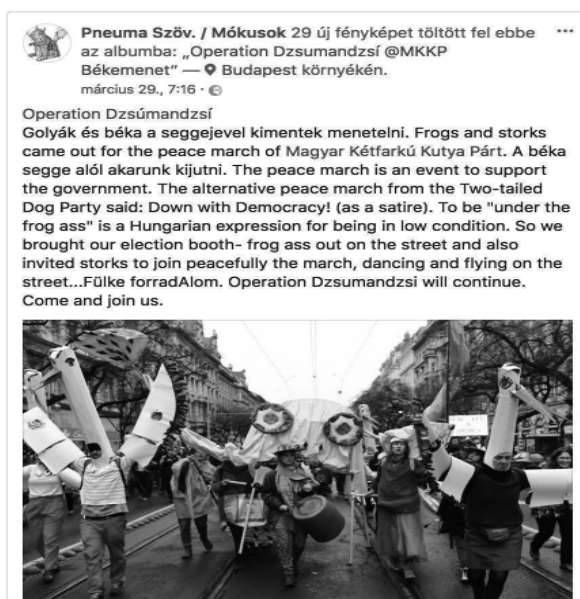 Pneuma Szöv. / Mókusok 29 új fényképet töltött fel ebbe
az albumba: „Operation Dzsumandzsí @MKKP
Békemenet” — Budapest környékén.
március 29., 7:16 ·
Operation Dzsúmandzsí
Golyák és béka a seggejevel kimentek menetelni. Frogs and storks
came out for the peace march of Magyar Kétfarkú Kutya Párt. A béka
segge alól akarunk kijutni. The peace march is an event to support
the government. The alternative peace march from the Two-tailed
Dog Party said: Down with Democracy! (as a satire). To be "under the
frog ass" is a Hungarian expression for being in low condition. So we
brought our election booth- frog ass out on the street and also
invited storks to join peacefully the march, dancing and flying on the
street...Fülke forradAlom. Operation Dzsumandzsi will continue.
Come and join us.